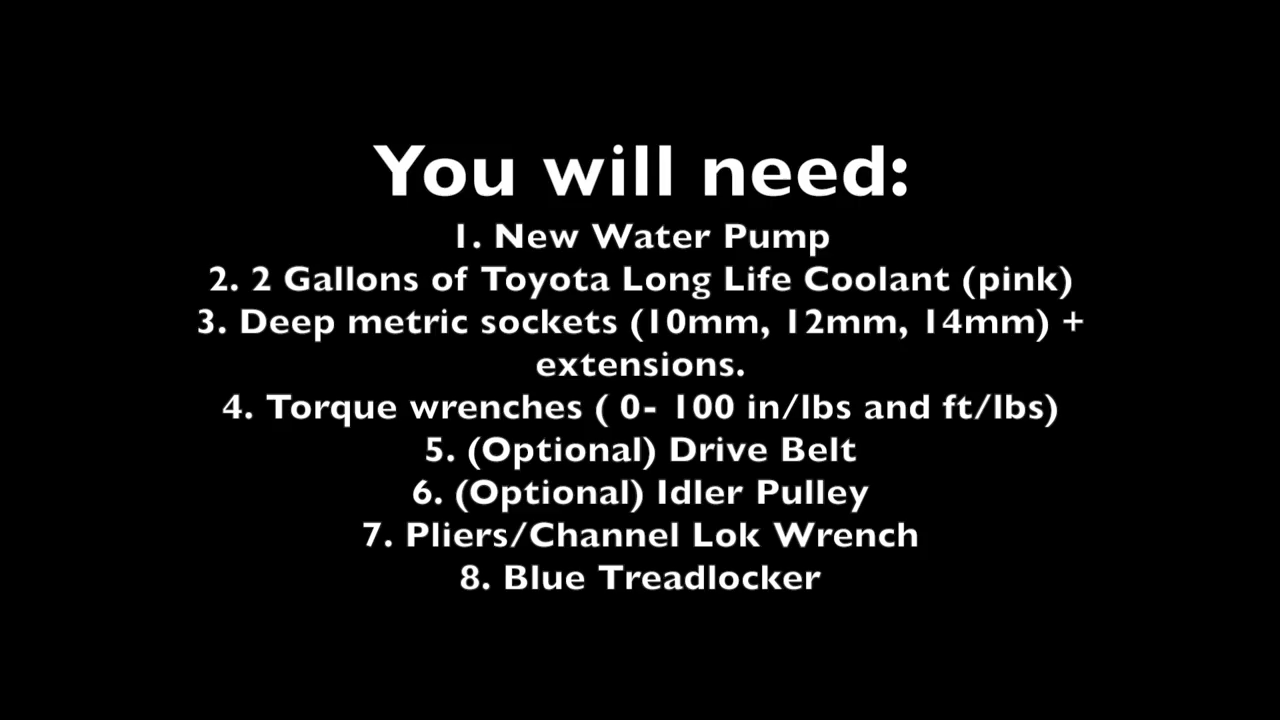 You will need:
1. New Water Pump
2. 2 Gallons of Toyota Long Life Coolant (pink)
3. Deep metric sockets (10mm, 12mm, 14mm) +
extensions.
4. Torque wrenches ( 0- 100 in/lbs and ft/lbs)
5. (Optional) Drive Belt
6. (Optional) Idler Pulley
7. Pliers/Channel Lok Wrench
8. Blue Treadlocker